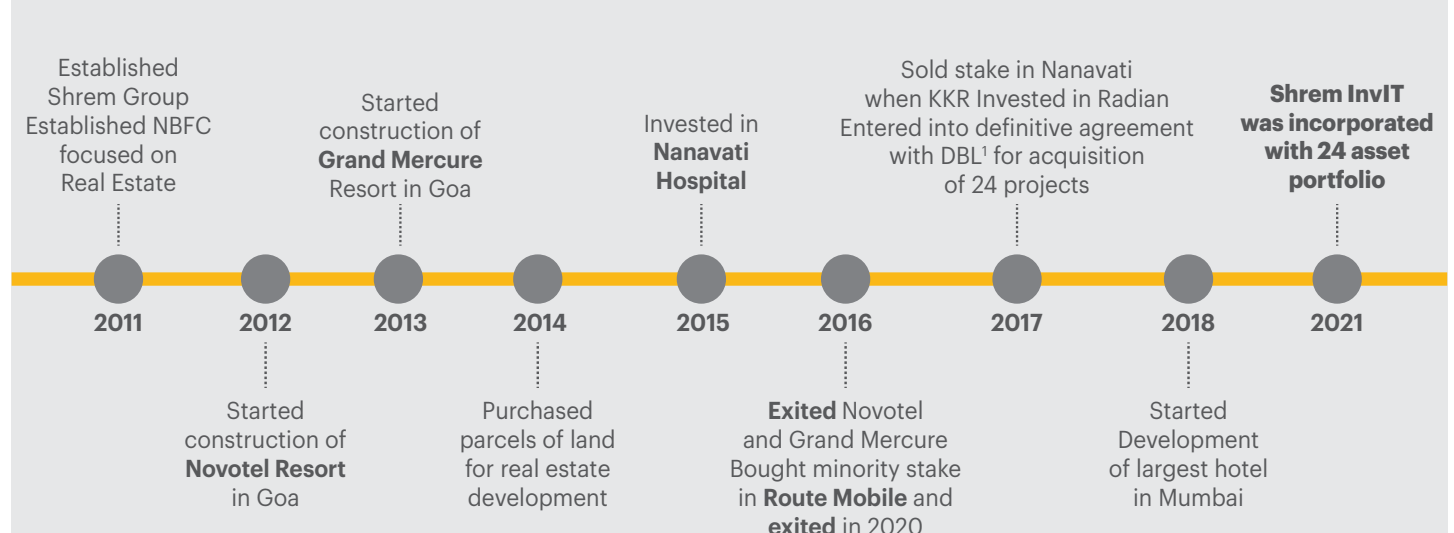 Established
Shrem Group
Established NBFC
focused on
Real Estate
2011
Started
construction of
Novotel Resort
in Goa
2012
Started
construction of
Grand Mercure
Resort in Goa
2013
Purchased
parcels of land
for real estate
development
2014
Invested in
Nanavati
Hospital
2015
Exited Novotel
and Grand Mercure
Bought minority stake
in Route Mobile and
exited in 2020
2016
Sold stake in Nanavati
when KKR Invested in Radian
Entered into definitive agreement
with DBL¹ for acquisition
of 24 projects
2017
Started
Development
of largest hotel
in Mumbai
2018
Shrem InvIT
was incorporated
with 24 asset
portfolio
2021